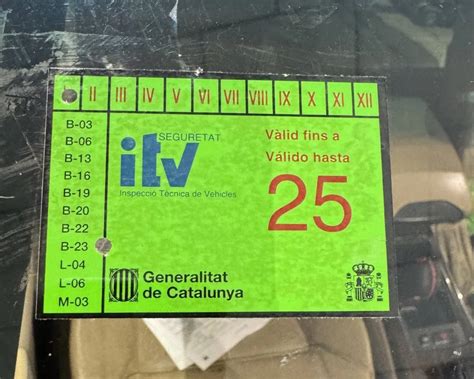 II III IV V VI VII VIII IX X XI XII
B-03
B-06
B-13
B-16
B-19
B-20
B-22
B-23
L-04
L-06
M-03
SEGURETAT
itv
Inspecció Tècnica de Vehicles
Vàlid fins a
Válido hasta
25
Generalitat
de Catalunya